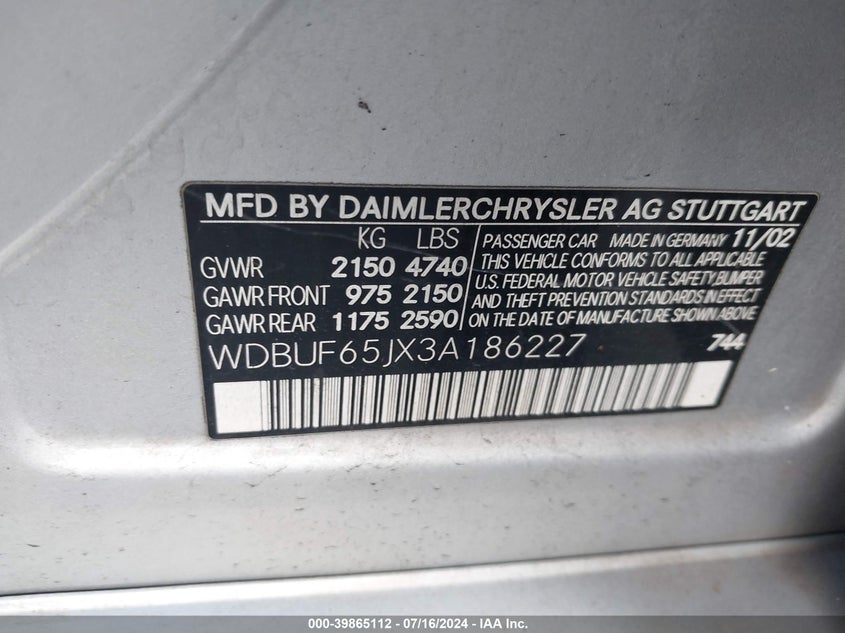 MFD BY DAIMLERCHRYSLER AG STUTTGART
KG LBS
GVWR 2150 4740
GAWR FRONT 975 2150
GAWR REAR 1175 2590
PASSENGER CAR MADE IN GERMANY 11/02
THIS VEHICLE CONFORMS TO ALL APPLICABLE
U.S. FEDERAL MOTOR VEHICLE SAFETY,BUMPER
AND THEFT PREVENTION STANDARDS IN EFFECT
ON THE DATE OF MANUFACTURE SHOWN ABOVE
WDBUF65JX3A186227 744
000-39865112 - 07/16/2024 - IAA Inc.